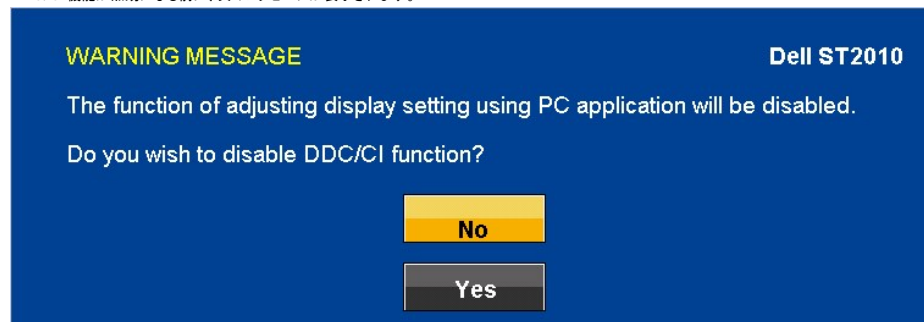 WARNING MESSAGE Dell ST2010
The function of adjusting display setting using PC application will be disabled.
Do you wish to disable DDC/CI function?
No
Yes